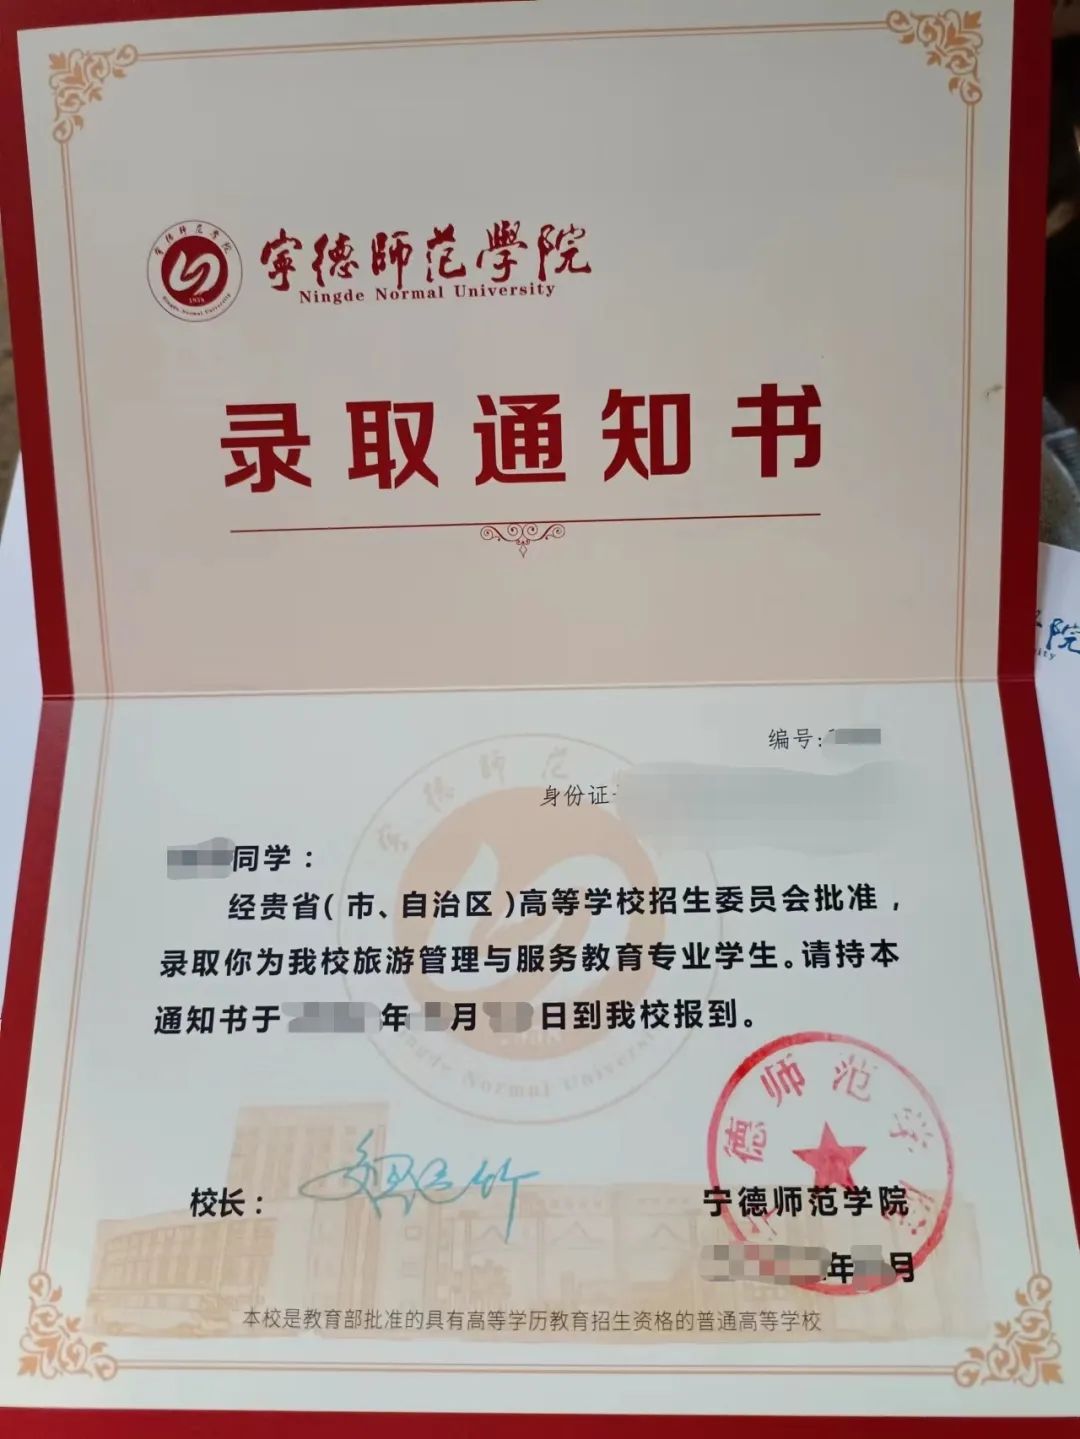 寧德師范學院
Ningde Normal University
录取通知书
编号:
身份证
同学：
经贵省(市、自治区)高等学校招生委员会批准，
录取你为我校旅游管理与服务教育专业学生。请持本
通知书于 年 月 日到我校报到。
校长：
宁德师范学院
年 月
本校是教育部批准的具有高等学历教育招生资格的普通高等学校